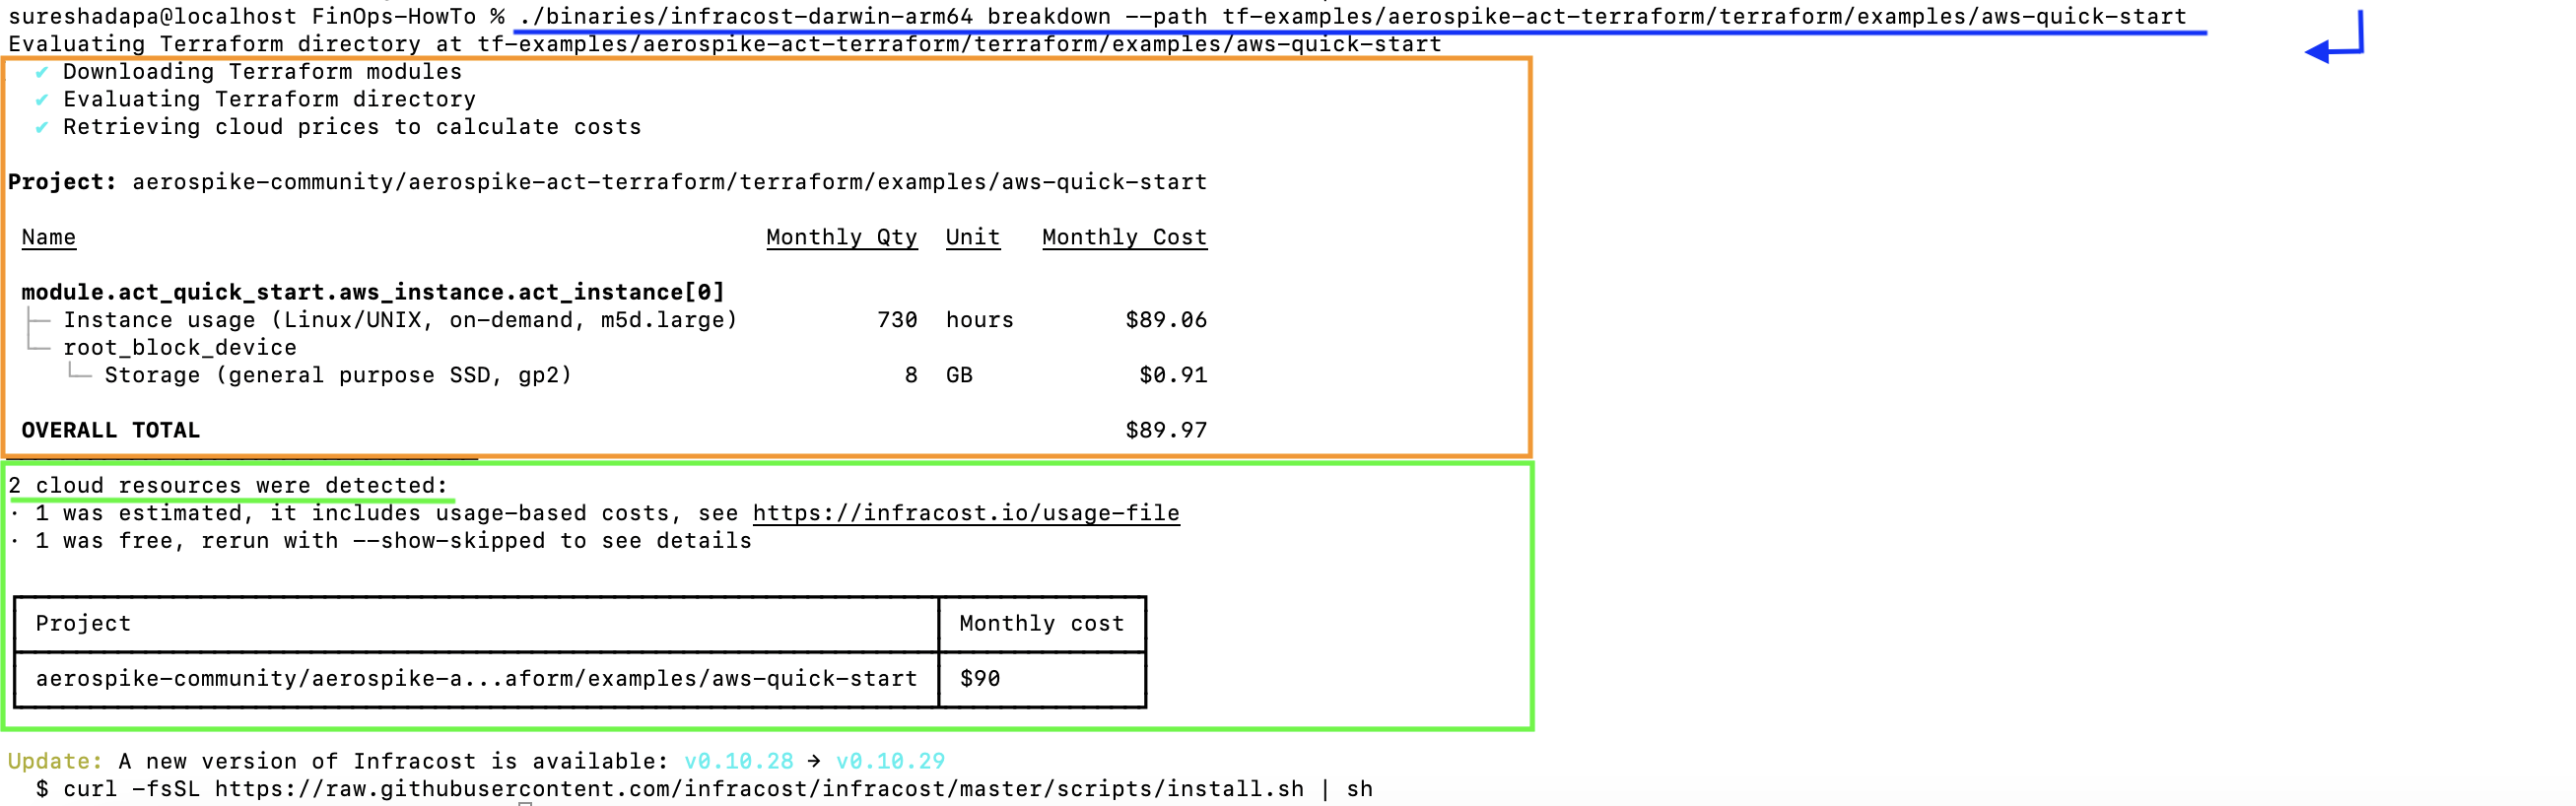 sureshadapa@localhost FinOps-HowTo % ./binaries/infracost-darwin-arm64 breakdown --path tf-examples/aerospike-act-terraform/terraform/examples/aws-quick-start
Evaluating Terraform directory at tf-examples/aerospike-act-terraform/terraform/examples/aws-quick-start
✔ Downloading Terraform modules
✔ Evaluating Terraform directory
✔ Retrieving cloud prices to calculate costs
Project: aerospike-community/aerospike-act-terraform/terraform/examples/aws-quick-start
Name Monthly Qty Unit Monthly Cost
module.act_quick_start.aws_instance.act_instance[0]
├─ Instance usage (Linux/UNIX, on-demand, m5d.large) 730 hours $89.06
└─ root_block_device
└─ Storage (general purpose SSD, gp2) 8 GB $0.91
OVERALL TOTAL $89.97
2 cloud resources were detected:
∙ 1 was estimated, it includes usage-based costs, see https://infracost.io/usage-file
∙ 1 was free, rerun with --show-skipped to see details
Project Monthly cost
aerospike-community/aerospike-a...aform/examples/aws-quick-start $90
Update: A new version of Infracost is available: v0.10.28 → v0.10.29
$ curl -fsSL https://raw.githubusercontent.com/infracost/infracost/master/scripts/install.sh | sh